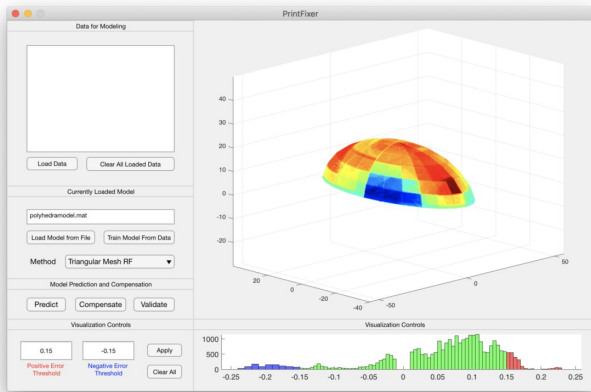 PrintFixer
Data for Modeling
Load Data
Clear All Loaded Data
Currently Loaded Model
polyhedramodel.mat
Load Model from File
Train Model From Data
Method
Triangular Mesh RF
Model Prediction and Compensation
Predict
Compensate
Validate
Visualization Controls
0.15
-0.15
Apply
Positive Error
Threshold
Negative Error
Threshold
Clear All
40
30
20
10
0
-10
-20
20
0
-20
-40
-50
0
50
Visualization Controls
1000
500
0
-0.25 -0.2 -0.15 -0.1 -0.05 0 0.05 0.1 0.15 0.2 0.25